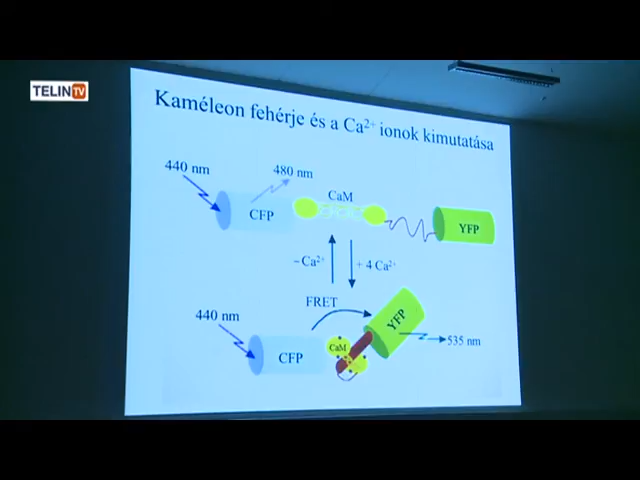 TELIN TV
Kaméleon fehérje és a Ca²⁺ ionok kimutatása
440 nm
480 nm
CaM
CFP
YFP
–Ca²⁺
+ 4 Ca²⁺
FRET
440 nm
YFP
CaM
535 nm
CFP